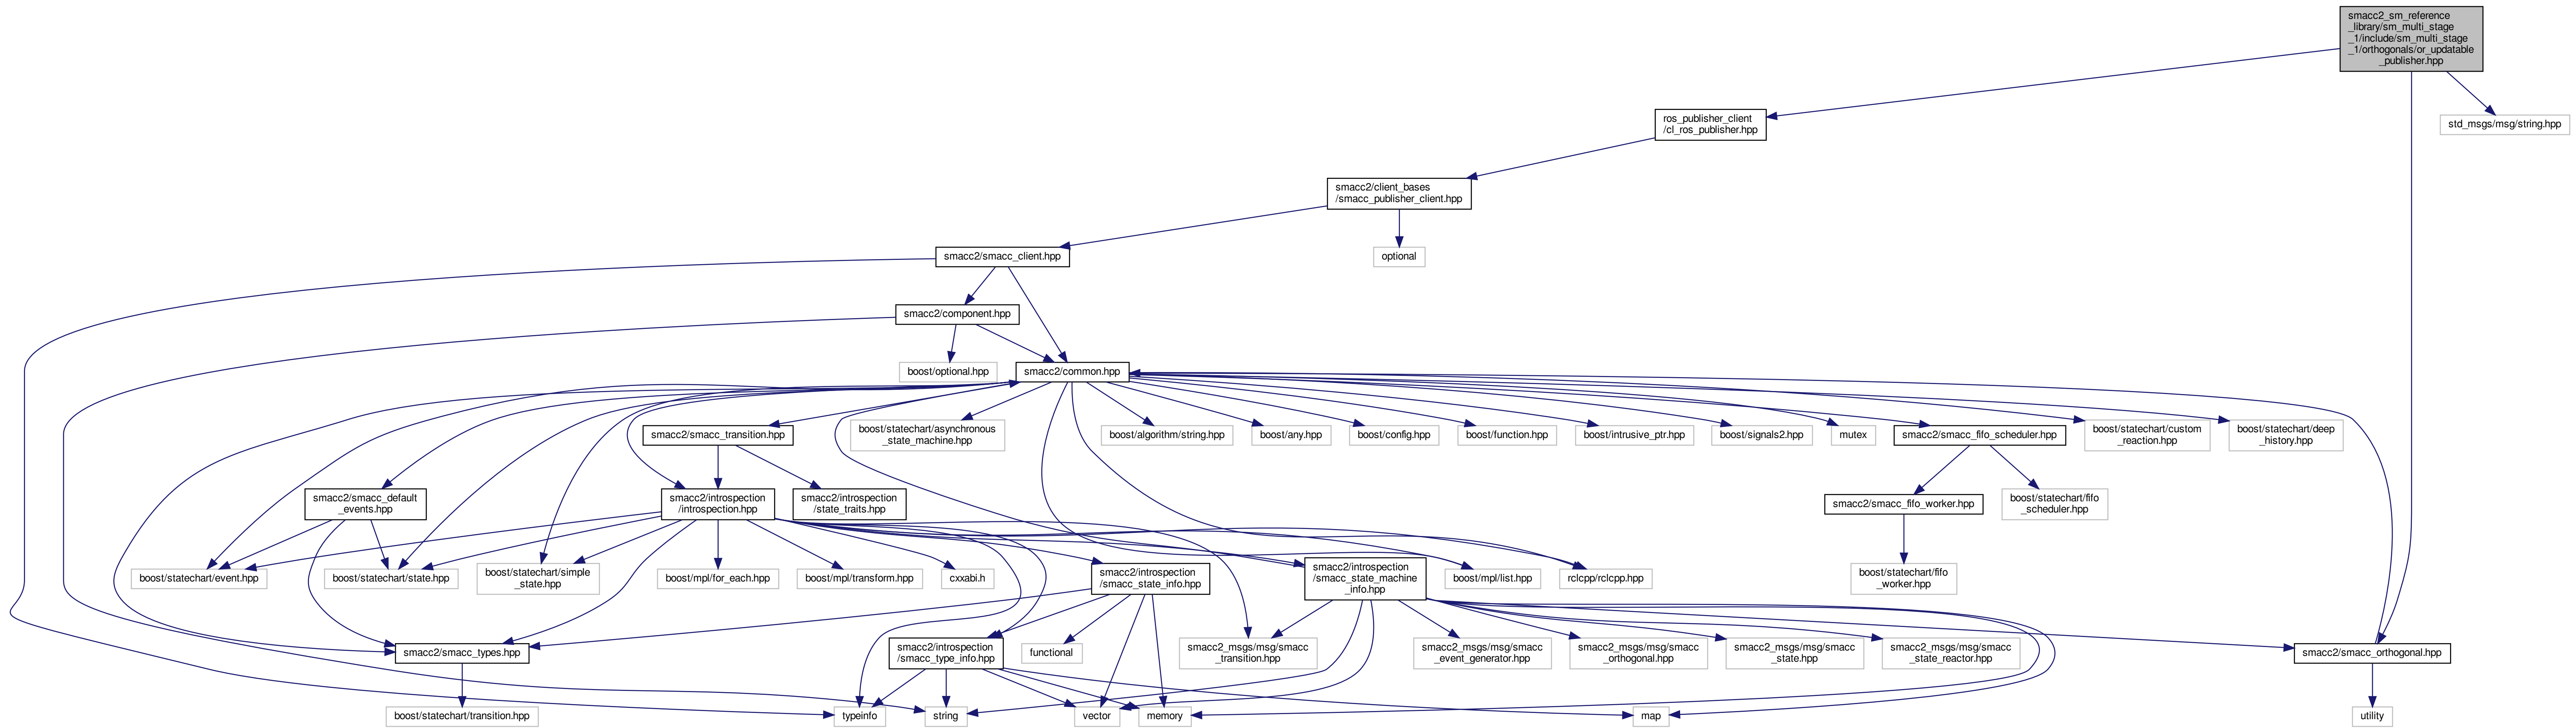 smacc2_sm_reference
_library/sm_multi_stage
_1/include/sm_multi_stage
_1/orthogonals/or_updatable
_publisher.hpp
ros_publisher_client
/cl_ros_publisher.hpp
std_msgs/msg/string.hpp
smacc2/client_bases
/smacc_publisher_client.hpp
smacc2/smacc_client.hpp
optional
smacc2/component.hpp
boost/optional.hpp
smacc2/common.hpp
smacc2/smacc_transition.hpp
boost/statechart/asynchronous
_state_machine.hpp
boost/algorithm/string.hpp
boost/any.hpp
boost/config.hpp
boost/function.hpp
boost/intrusive_ptr.hpp
boost/signals2.hpp
mutex
smacc2/smacc_fifo_scheduler.hpp
boost/statechart/custom
_reaction.hpp
boost/statechart/deep
_history.hpp
smacc2/smacc_default
_events.hpp
smacc2/introspection
/introspection.hpp
smacc2/introspection
/state_traits.hpp
smacc2/smacc_fifo_worker.hpp
boost/statechart/fifo
_scheduler.hpp
boost/statechart/event.hpp
boost/statechart/state.hpp
boost/statechart/simple
_state.hpp
boost/mpl/for_each.hpp
boost/mpl/transform.hpp
cxxabi.h
smacc2/introspection
/smacc_state_info.hpp
smacc2/introspection
/smacc_state_machine
_info.hpp
boost/mpl/list.hpp
rclcpp/rclcpp.hpp
boost/statechart/fifo
_worker.hpp
smacc2/smacc_types.hpp
smacc2/introspection
/smacc_type_info.hpp
functional
smacc2_msgs/msg/smacc
_transition.hpp
smacc2_msgs/msg/smacc
_event_generator.hpp
smacc2_msgs/msg/smacc
_orthogonal.hpp
smacc2_msgs/msg/smacc
_state.hpp
smacc2_msgs/msg/smacc
_state_reactor.hpp
smacc2/smacc_orthogonal.hpp
boost/statechart/transition.hpp
typeinfo
string
vector
memory
map
utility